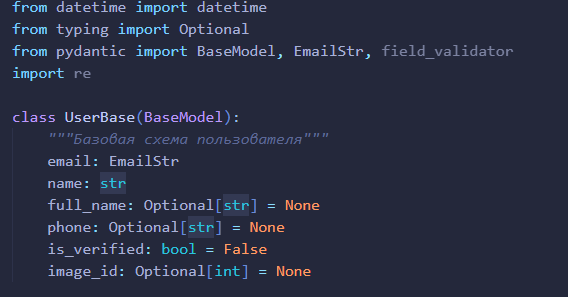 from datetime import datetime
from typing import Optional
from pydantic import BaseModel, EmailStr, field_validator
import re

class UserBase(BaseModel):
    """Базовая схема пользователя"""
    email: EmailStr
    name: str
    full_name: Optional[str] = None
    phone: Optional[str] = None
    is_verified: bool = False
    image_id: Optional[int] = None